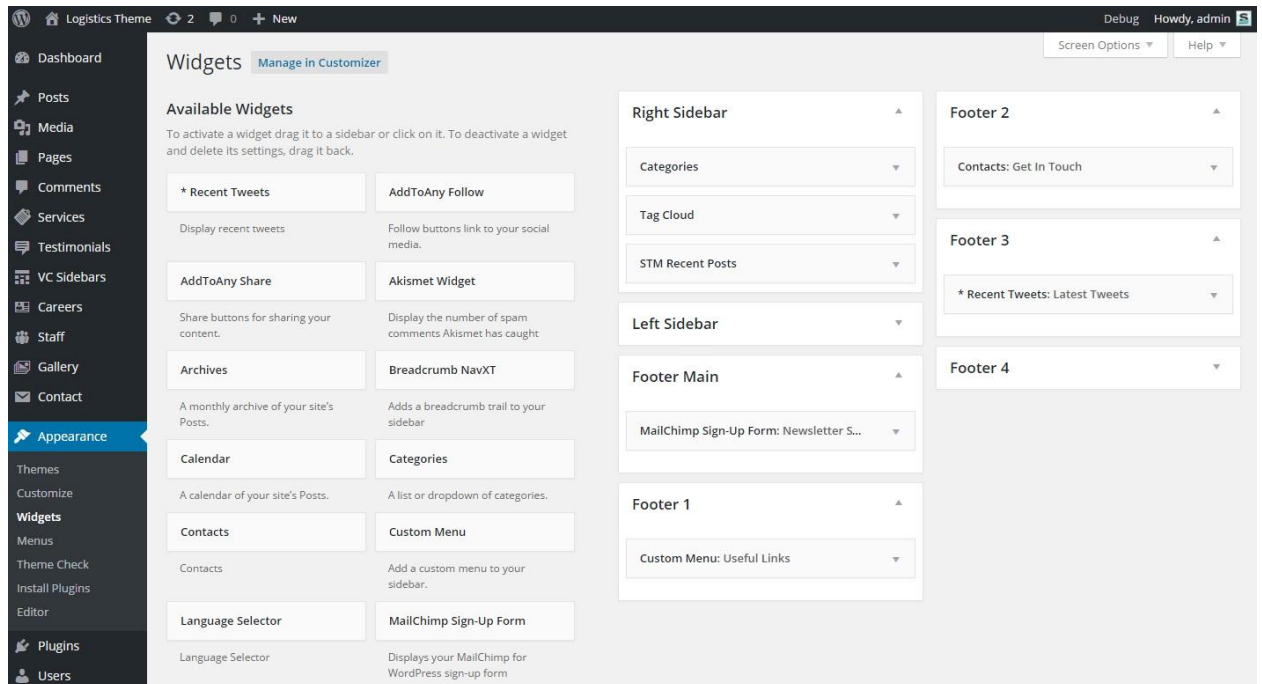 Logistics Theme 2 0 + New Debug Howdy, admin
Dashboard
Posts
Media
Pages
Comments
Services
Testimonials
VC Sidebars
Careers
Staff
Gallery
Contact
Appearance
Themes
Customize
Widgets
Menus
Theme Check
Install Plugins
Editor
Plugins
Users
Screen Options Help
Widgets Manage in Customizer
Available Widgets
To activate a widget drag it to a sidebar or click on it. To deactivate a widget
and delete its settings, drag it back.
* Recent Tweets
Display recent tweets
AddToAny Follow
Follow buttons link to your social
media.
AddToAny Share
Share buttons for sharing your
content.
Akismet Widget
Display the number of spam
comments Akismet has caught
Archives
A monthly archive of your site's
Posts.
Breadcrumb NavXT
Adds a breadcrumb trail to your
sidebar
Calendar
A calendar of your site's Posts.
Categories
A list or dropdown of categories.
Contacts
Contacts
Custom Menu
Add a custom menu to your
sidebar.
Language Selector
Language Selector
MailChimp Sign-Up Form
Displays your MailChimp for
WordPress sign-up form
Right Sidebar
Categories
Tag Cloud
STM Recent Posts
Left Sidebar
Footer Main
MailChimp Sign-Up Form: Newsletter S...
Footer 1
Custom Menu: Useful Links
Footer 2
Contacts: Get In Touch
Footer 3
* Recent Tweets: Latest Tweets
Footer 4